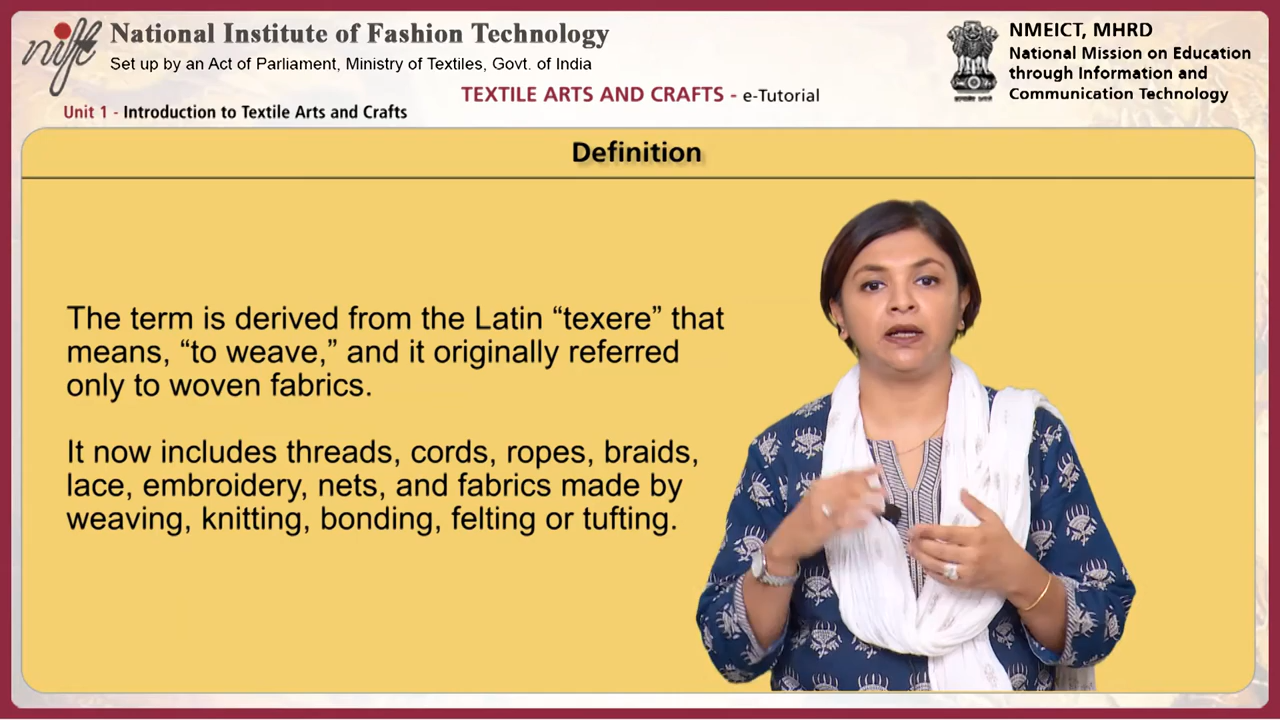 nift
National Institute of Fashion Technology
Set up by an Act of Parliament, Ministry of Textiles, Govt. of India
NMEICT, MHRD
National Mission on Education
through Information and
Communication Technology
TEXTILE ARTS AND CRAFTS - e-Tutorial
Unit 1 - Introduction to Textile Arts and Crafts
Definition
The term is derived from the Latin “texere” that
means, “to weave,” and it originally referred
only to woven fabrics.
It now includes threads, cords, ropes, braids,
lace, embroidery, nets, and fabrics made by
weaving, knitting, bonding, felting or tufting.